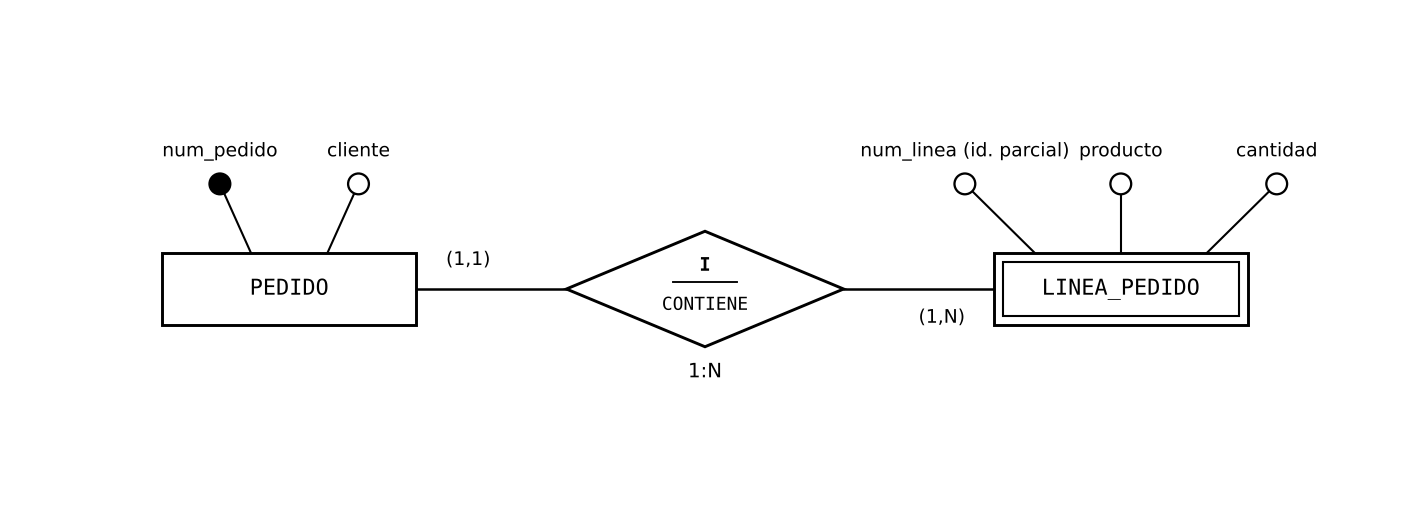 num_pedido cliente num_linea (id. parcial) producto cantidad
(1,1)
I
PEDIDO
LINEA_PEDIDO
CONTIENE
(1,N)
1:N